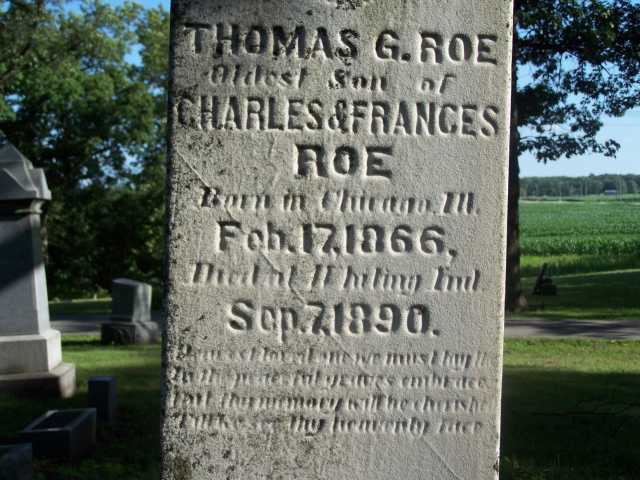 THOMAS G. ROE
Oldest Son of
CHARLES & FRANCES
ROE
Born in Chicago, Ill.
Feb. 17, 1866,
Died at Whiting Ind
Sep. 7, 1890.
Dearest loved one we must lay thee
In the peaceful graves embrace
But thy memory will be cherished
thy heavenly face